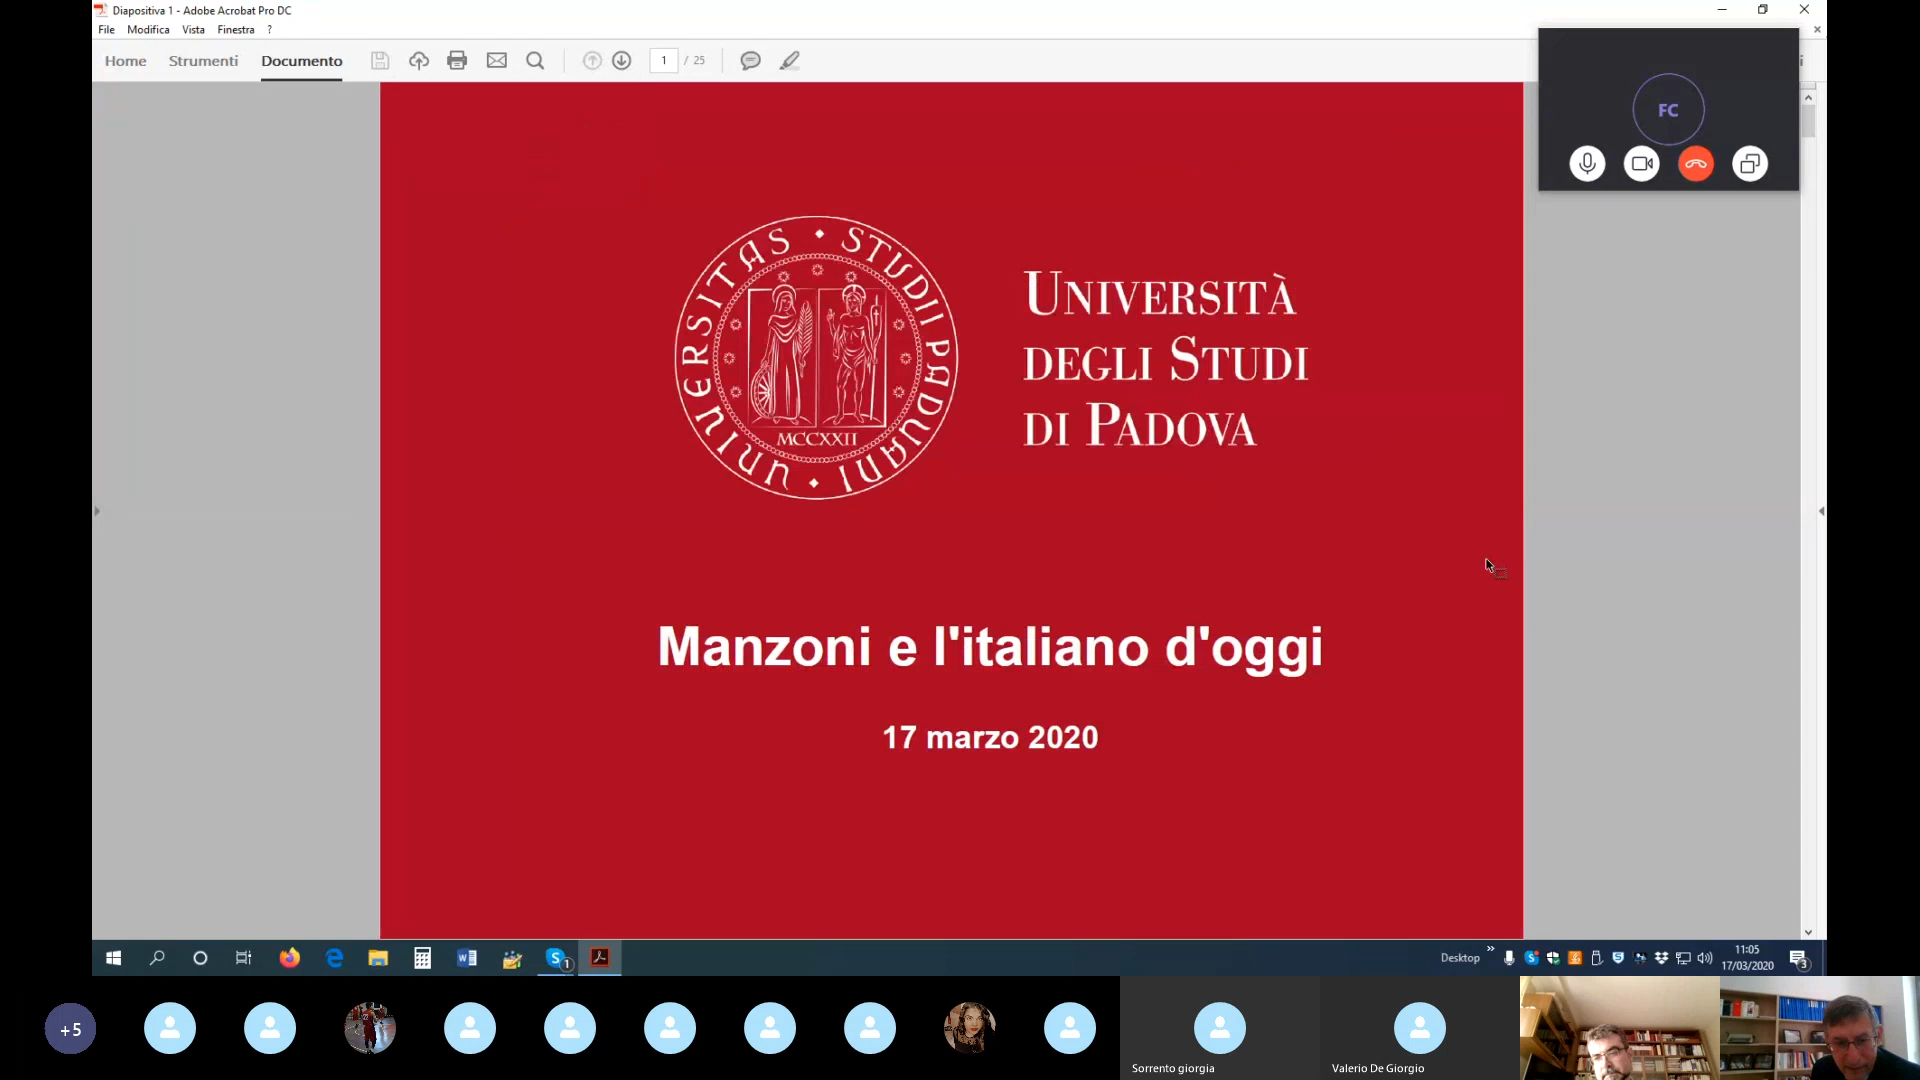 Diapositiva 1 - Adobe Acrobat Pro DC
File Modifica Vista Finestra ?
Home Strumenti Documento 1 / 25
FC
UNIVERSITAS STUDII PADUANI
MCCXXII
Università
degli Studi
di Padova
Manzoni e l'italiano d'oggi
17 marzo 2020
Desktop
11:05
17/03/2020
1
3
+5
Sorrento giorgia
Valerio De Giorgio